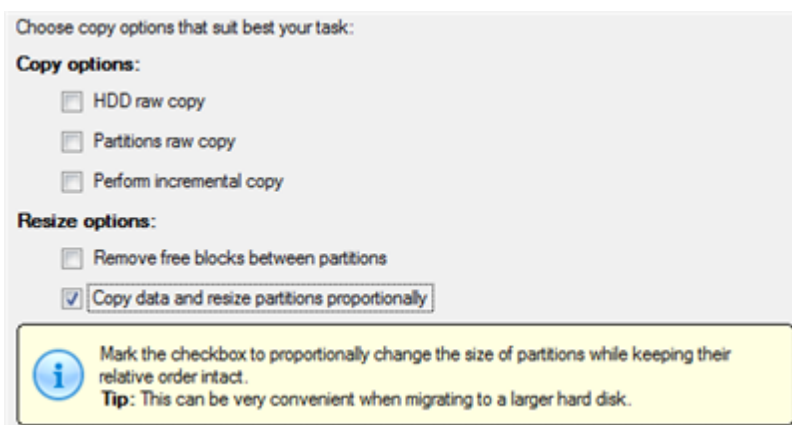 Choose copy options that suit best your task:
Copy options:
HDD raw copy
Partitions raw copy
Perform incremental copy
Resize options:
Remove free blocks between partitions
Copy data and resize partitions proportionally
Mark the checkbox to proportionally change the size of partitions while keeping their
relative order intact.
Tip: This can be very convenient when migrating to a larger hard disk.